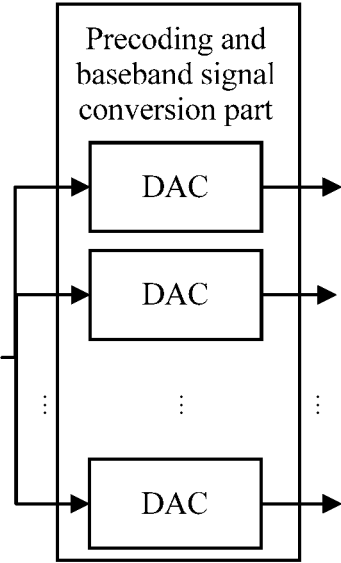 Precoding and
baseband signal
conversion part
DAC
DAC
DAC